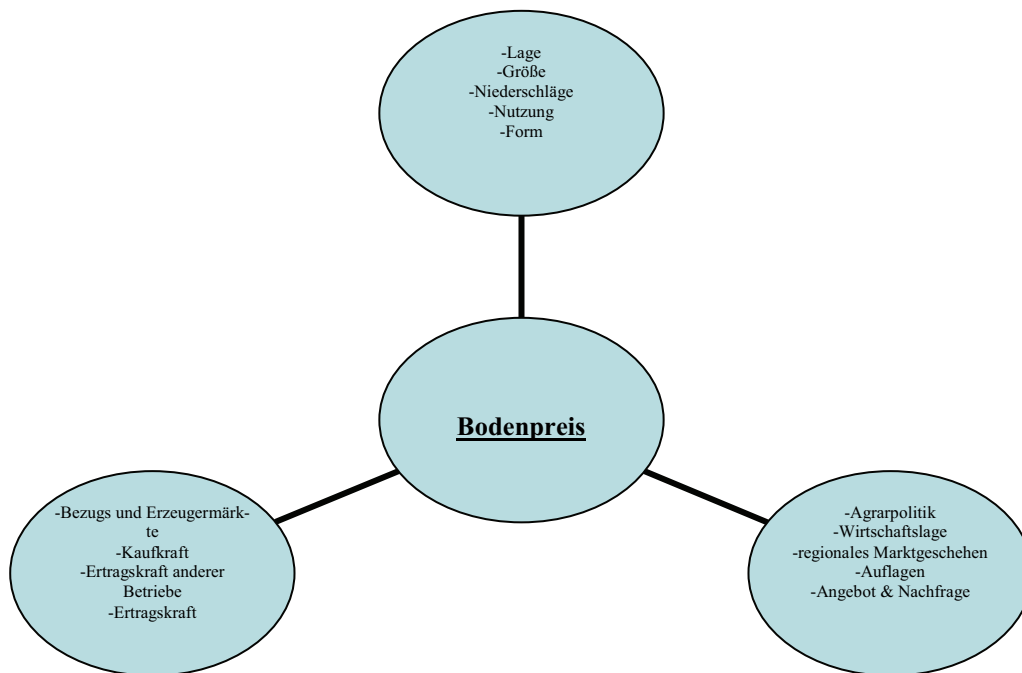 -Lage
-Größe
-Niederschläge
-Nutzung
-Form
Bodenpreis
-Bezugs und Erzeugermärk-
te
-Kaufkraft
-Ertragskraft anderer
Betriebe
-Ertragskraft
-Agrarpolitik
-Wirtschaftslage
-regionales Marktgeschehen
-Auflagen
-Angebot & Nachfrage